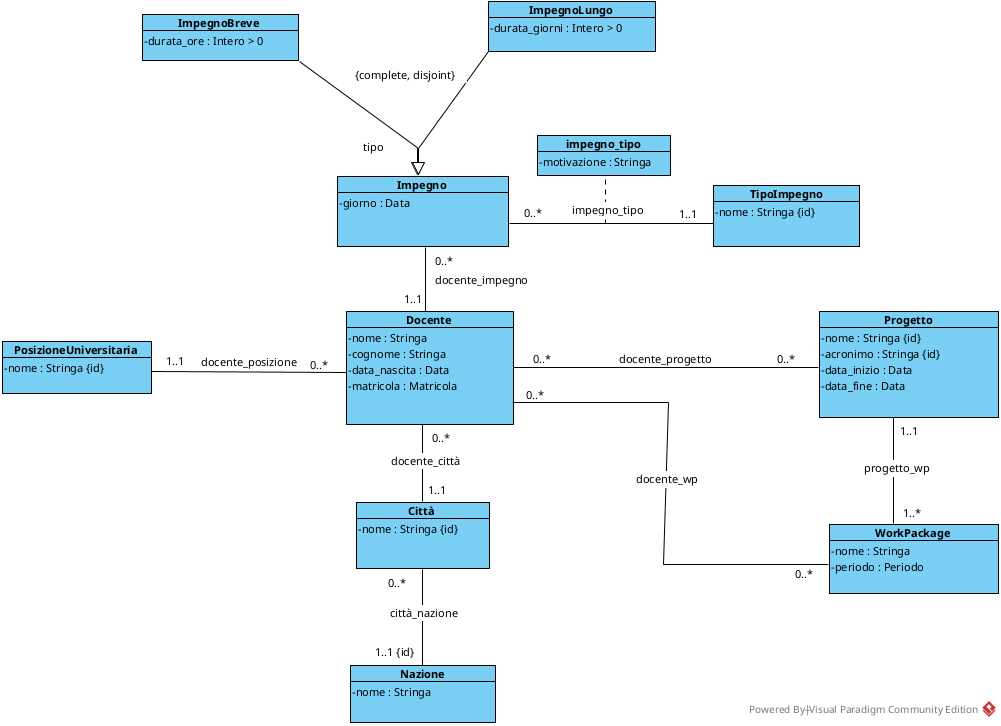 ImpegnoBreve
-durata_ore : Intero > 0
ImpegnoLungo
-durata_giorni : Intero > 0
{complete, disjoint}
tipo
impegno_tipo
-motivazione : Stringa
Impegno
-giorno : Data
0..*
impegno_tipo
1..1
TipoImpegno
-nome : Stringa {id}
0..*
docente_impegno
1..1
Docente
-nome : Stringa
-cognome : Stringa
-data_nascita : Data
-matricola : Matricola
PosizioneUniversitaria
-nome : Stringa {id}
1..1
docente_posizione
0..*
0..*
docente_progetto
0..*
Progetto
-nome : Stringa {id}
-acronimo : Stringa {id}
-data_inizio : Data
-data_fine : Data
0..*
docente_wp
0..*
1..1
progetto_wp
1..*
WorkPackage
-nome : Stringa
-periodo : Periodo
0..*
docente_città
1..1
Città
-nome : Stringa {id}
0..*
città_nazione
1..1 {id}
Nazione
-nome : Stringa
Powered By Visual Paradigm Community Edition